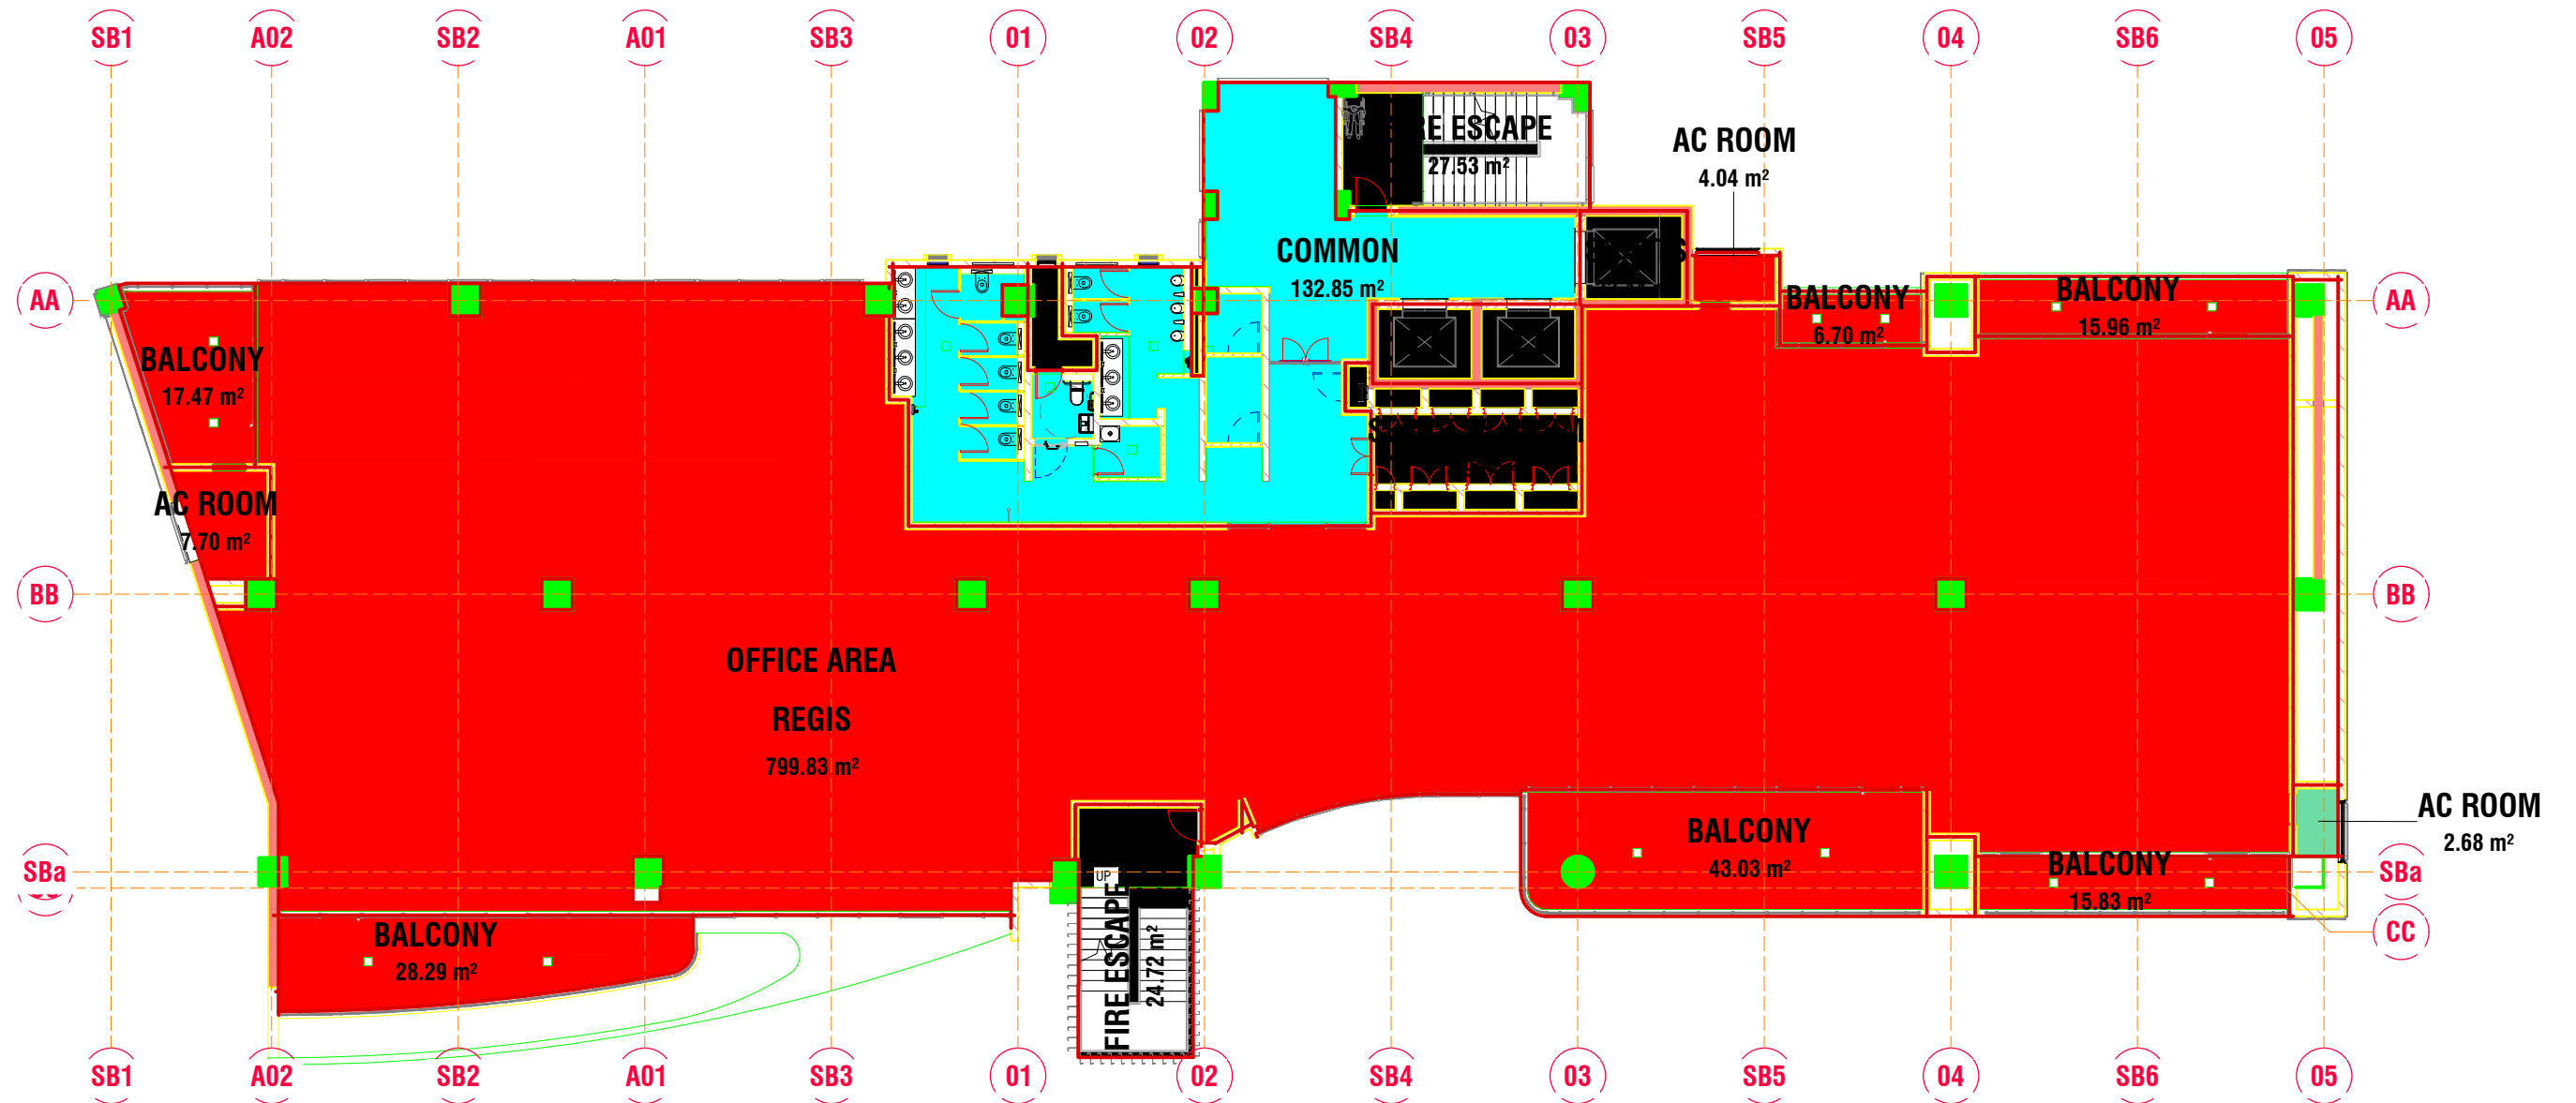 SB1 A02 SB2 A01 SB3 01 02 SB4 03 SB5 04 SB6 05
RE ESCAPE
27.53 m²
AC ROOM
4.04 m²
COMMON
132.85 m²
AA
AA
BALCONY
6.70 m²
BALCONY
15.96 m²
BALCONY
17.47 m²
AC ROOM
7.70 m²
BB
BB
OFFICE AREA
REGIS
799.83 m²
AC ROOM
2.68 m²
BALCONY
43.03 m²
BALCONY
15.83 m²
SBa
SBa
UP
FIRE ESCAPE
24.72 m²
CC
BALCONY
28.29 m²
SB1 A02 SB2 A01 SB3 01 02 SB4 03 SB5 04 SB6 05